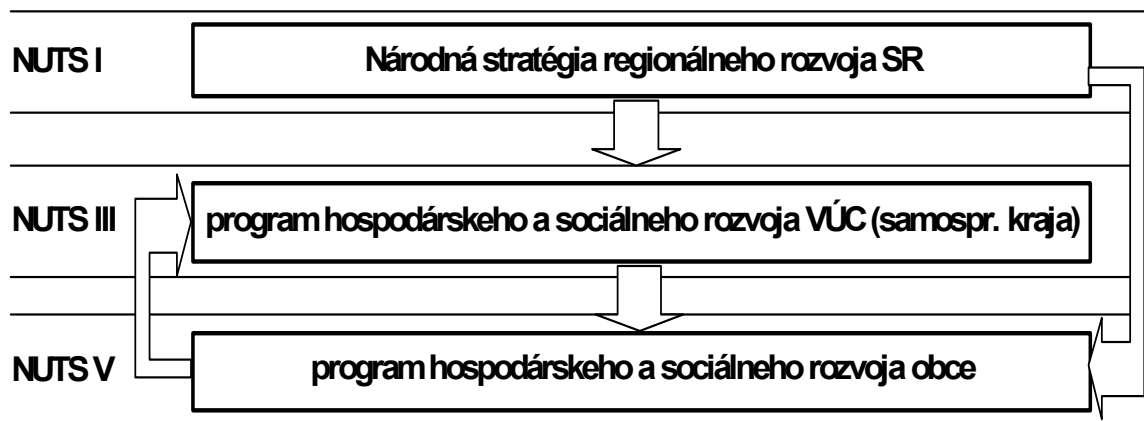 NUTS I
Národná stratégia regionálneho rozvoja SR
NUTS III
program hospodárskeho a sociálneho rozvoja VÚC (samospr. kraja)
NUTS V
program hospodárskeho a sociálneho rozvoja obce